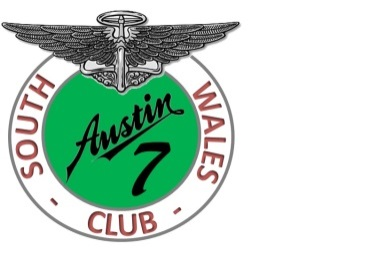 SOUTH WALES
Austin
7
- CLUB -